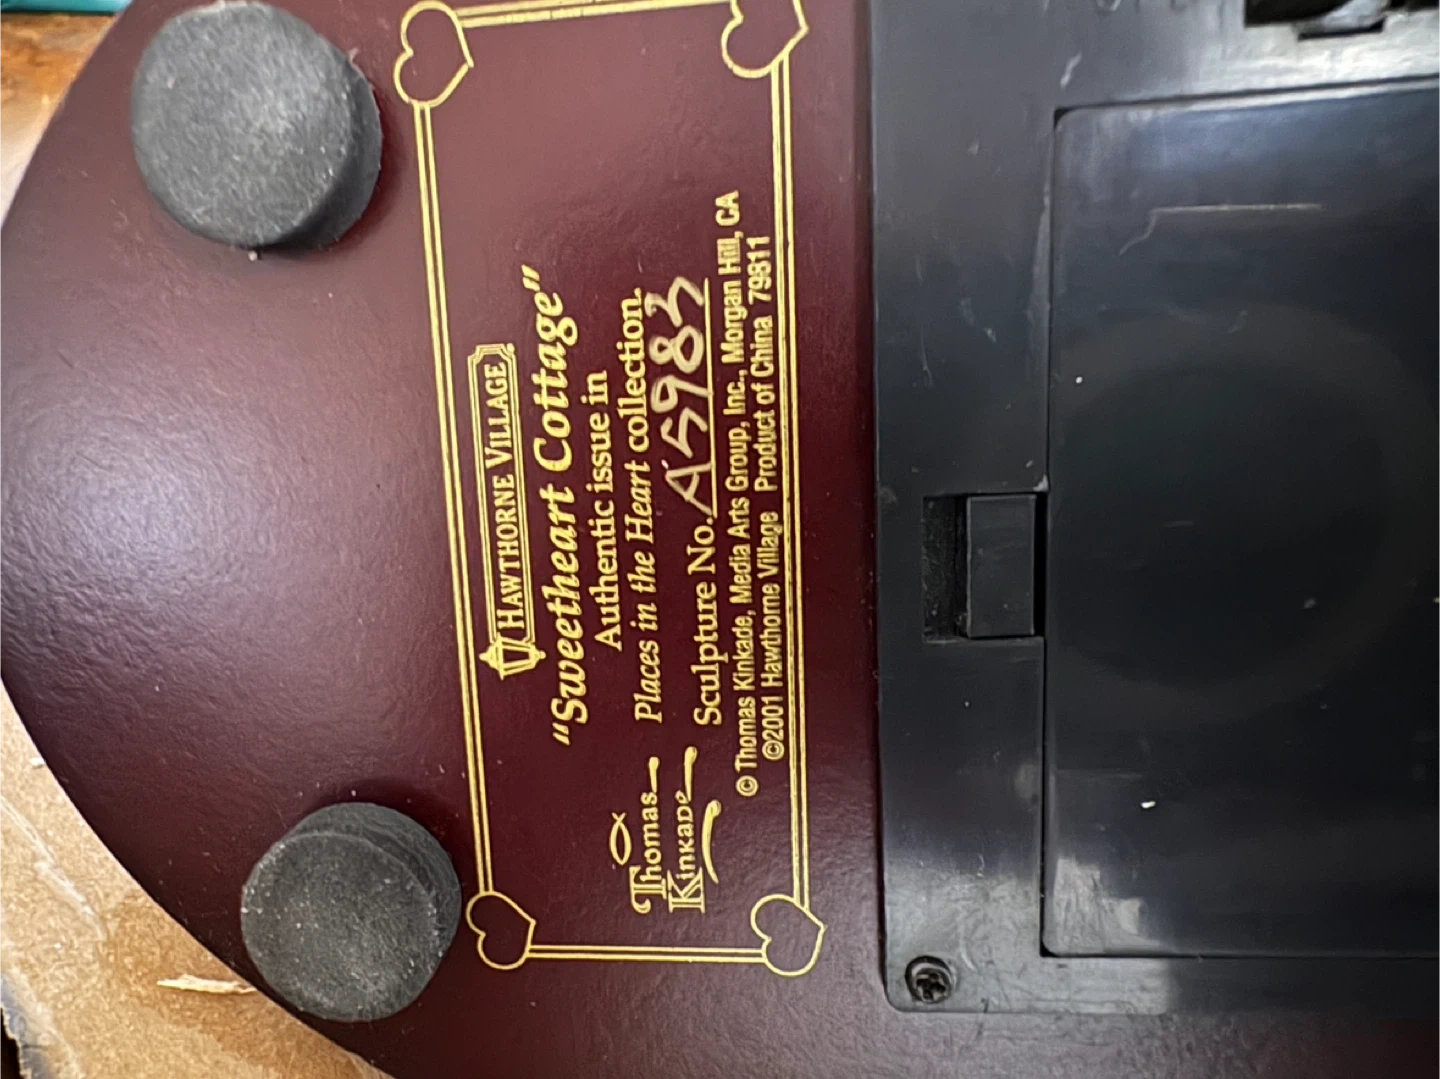 HAWTHORNE VILLAGE
"Sweetheart Cottage"
Authentic issue in
Places in the Heart collection.
Thomas
Kinkade
Sculpture No. A5983
© Thomas Kinkade, Media Arts Group, Inc., Morgan Hill, CA
©2001 Hawthorne Village Product of China 79811